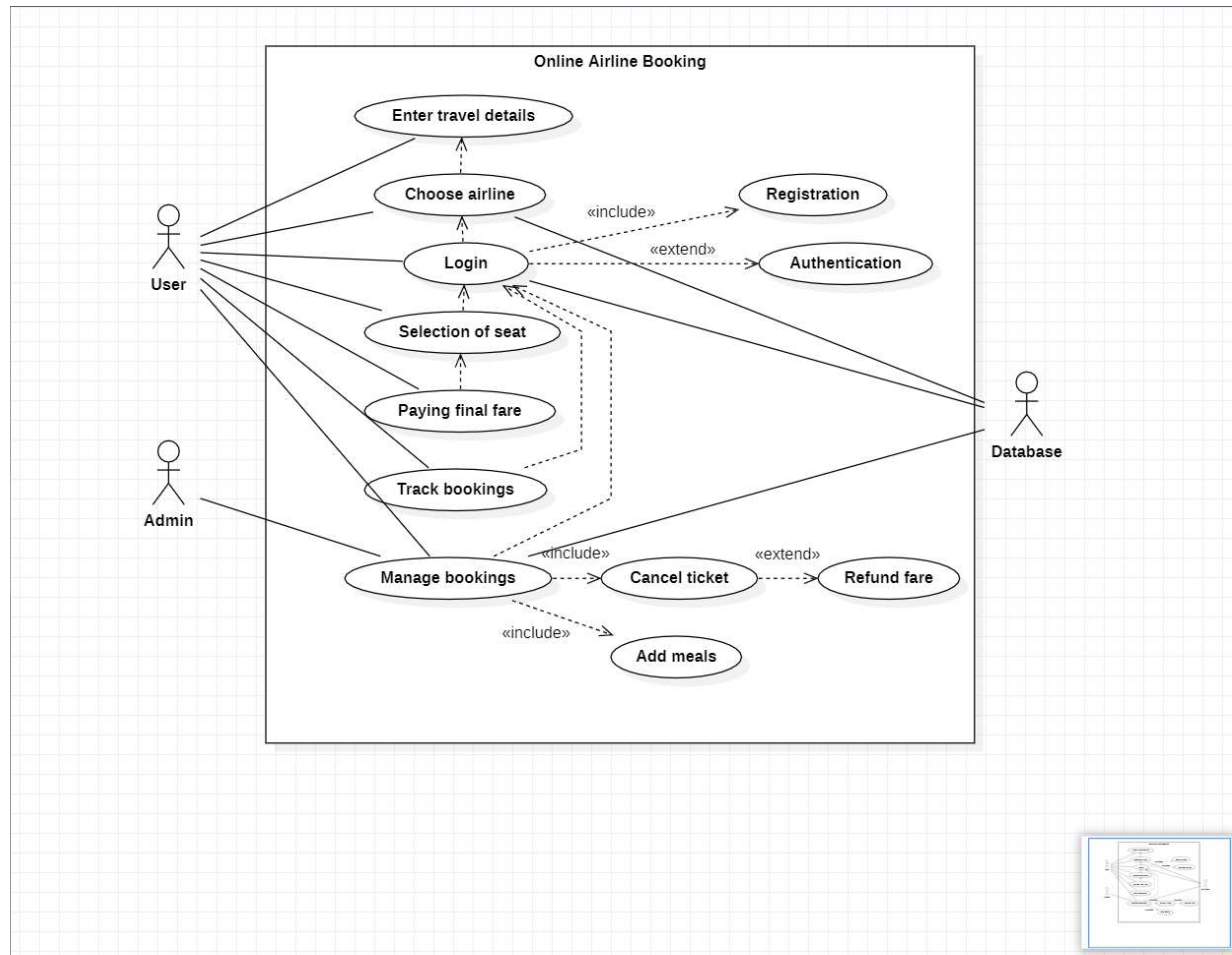 Online Airline Booking
Enter travel details
Choose airline
Registration
«include»
Login
«extend»
Authentication
User
Selection of seat
Paying final fare
Database
Track bookings
Admin
«include»
«extend»
Manage bookings
Cancel ticket
Refund fare
«include»
Add meals